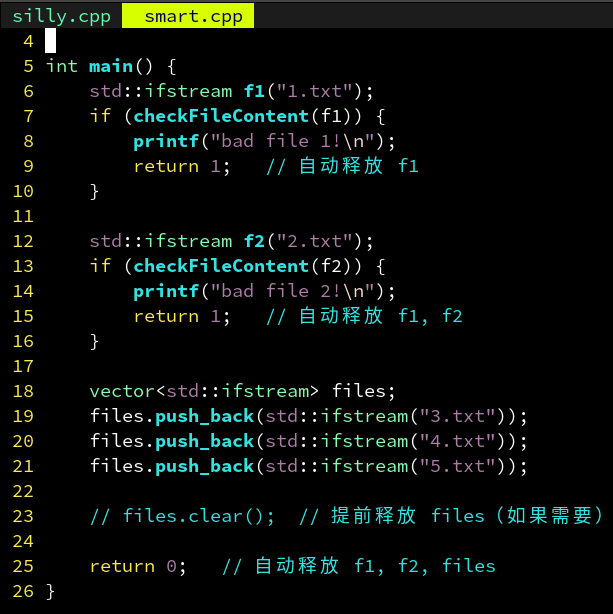 silly.cpp smart.cpp
4
5 int main() {
6     std::ifstream f1("1.txt");
7     if (checkFileContent(f1)) {
8         printf("bad file 1!\n");
9         return 1;   // 自动释放 f1
10     }
11
12     std::ifstream f2("2.txt");
13     if (checkFileContent(f2)) {
14         printf("bad file 2!\n");
15         return 1;   // 自动释放 f1, f2
16     }
17
18     vector<std::ifstream> files;
19     files.push_back(std::ifstream("3.txt"));
20     files.push_back(std::ifstream("4.txt"));
21     files.push_back(std::ifstream("5.txt"));
22
23     // files.clear();  // 提前释放 files（如果需要）
24
25     return 0;   // 自动释放 f1, f2, files
26 }